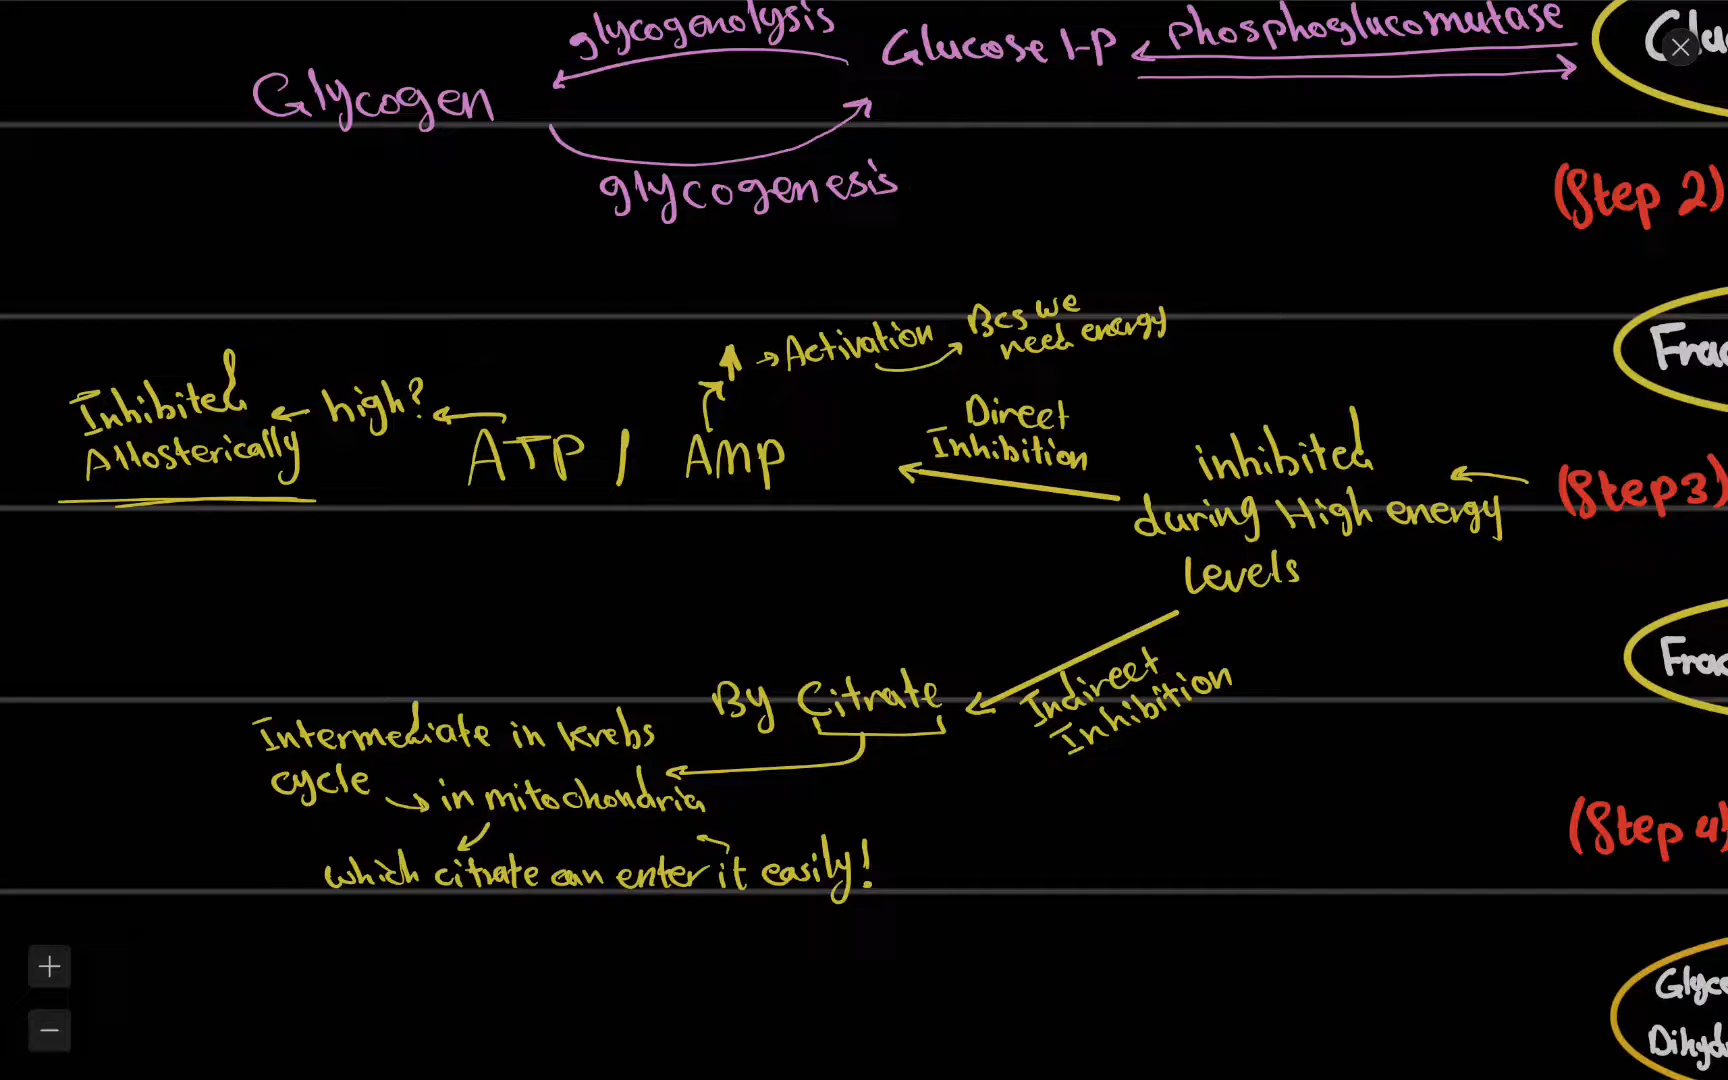 glycogenolysis
Glucose 1-P
phosphoglucomutase
Glycogen
glycogenesis
(Step 2)
Activation
Bcs we
need energy
Inhibited
Allosterically
high?
ATP / AMP
Direct
Inhibition
inhibited
during High energy
levels
(Step 3)
By Citrate
Indirect
Inhibition
Intermediate in krebs
cycle
in mitochondria
which citrate can enter it easily!
(Step 4)